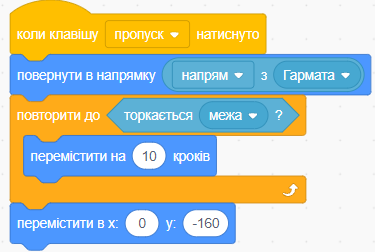 коли клавішу пропуск натиснуто
повернути в напрямку напрям з Гармата
повторити до торкається межа ?
перемістити на 10 кроків
перемістити в x: 0 y: -160